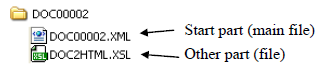 DOC00002
DOC00002.XML Start part (main file)
DOC2HTML.XSL Other part (file)